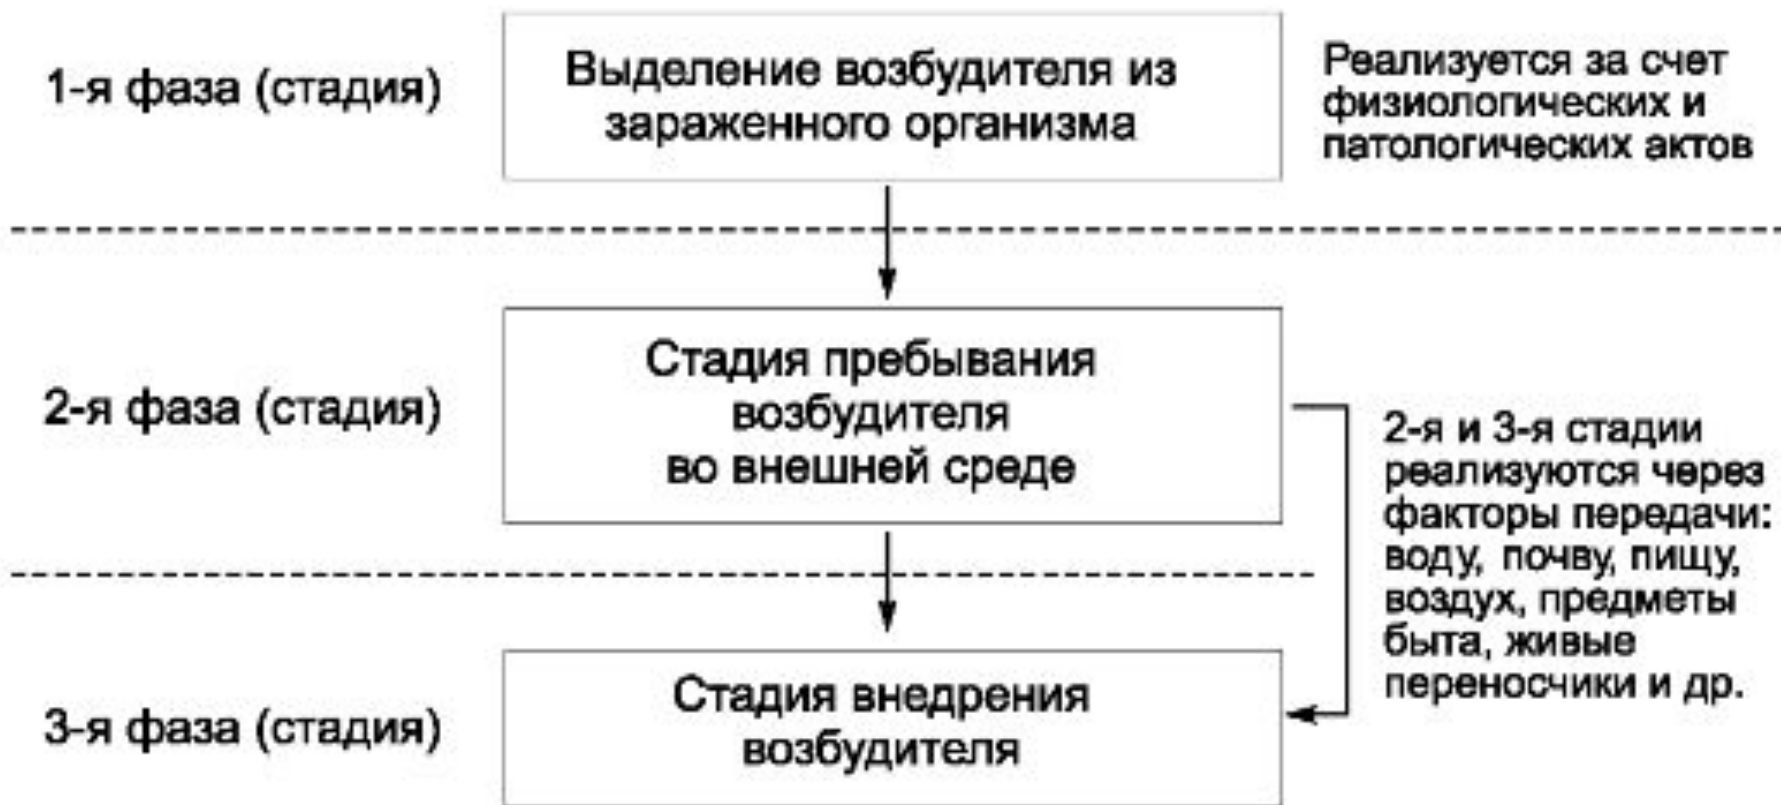 1-я фаза (стадия)
Выделение возбудителя из
зараженного организма
Реализуется за счет
физиологических и
патологических актов
2-я фаза (стадия)
Стадия пребывания
возбудителя
во внешней среде
2-я и 3-я стадии
реализуются через
факторы передачи:
воду, почву, пищу,
воздух, предметы
быта, живые
переносчики и др.
3-я фаза (стадия)
Стадия внедрения
возбудителя